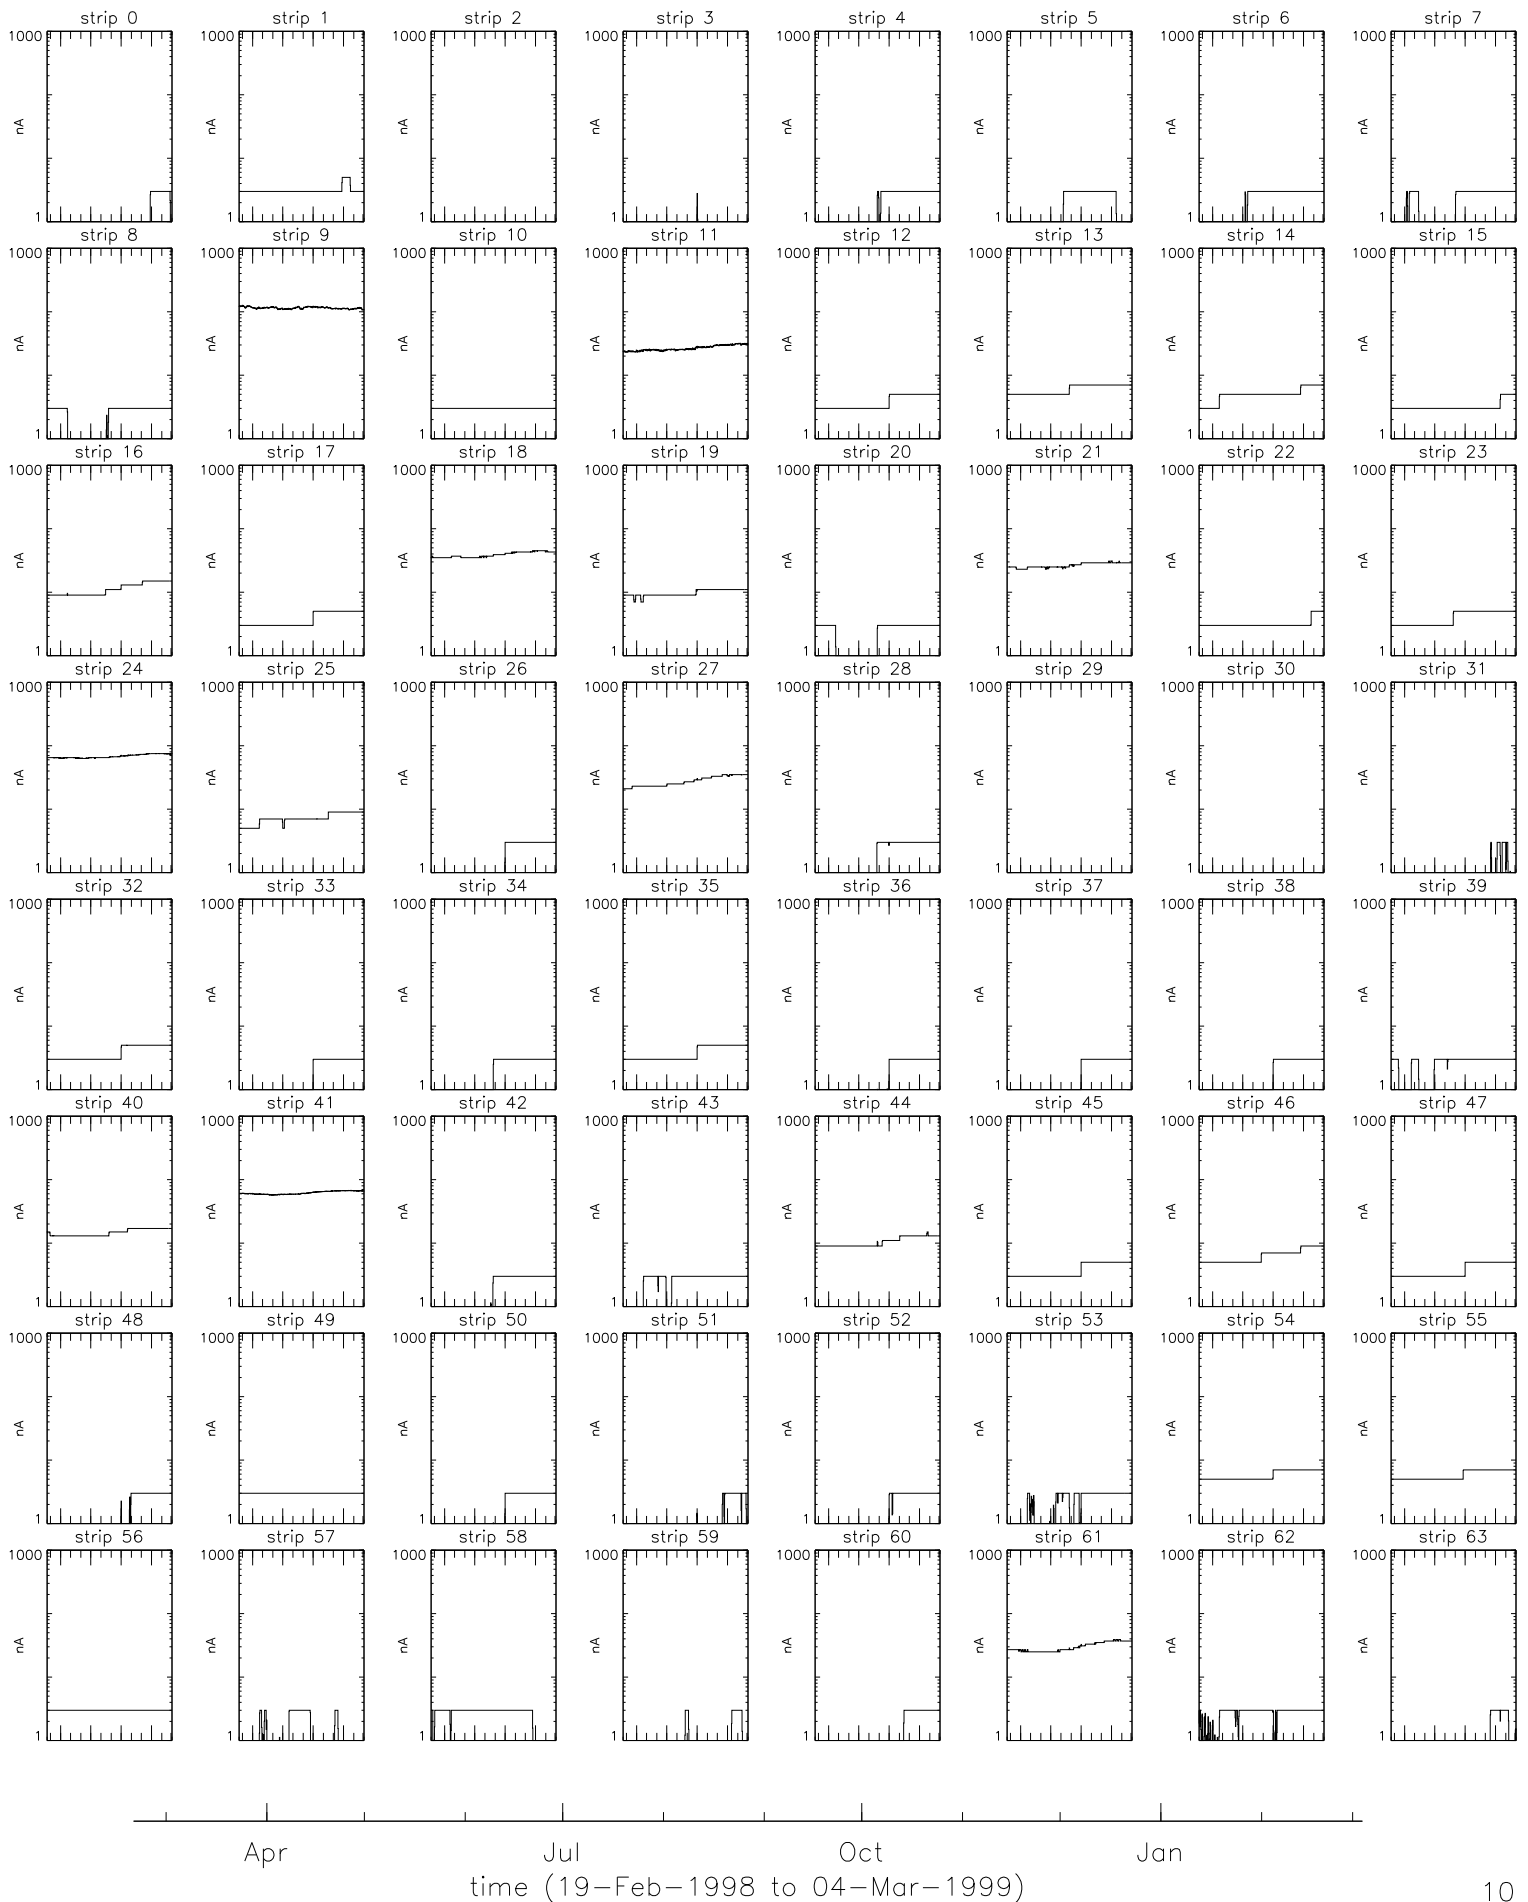 strip 0 strip 1 strip 2 strip 3 strip 4 strip 5 strip 6 strip 7
1000 1000 1000 1000 1000 1000 1000 1000
nA nA nA nA nA nA nA nA
1 1 1 1 1 1 1 1
strip 8 strip 9 strip 10 strip 11 strip 12 strip 13 strip 14 strip 15
1000 1000 1000 1000 1000 1000 1000 1000
nA nA nA nA nA nA nA nA
1 1 1 1 1 1 1 1
strip 16 strip 17 strip 18 strip 19 strip 20 strip 21 strip 22 strip 23
1000 1000 1000 1000 1000 1000 1000 1000
nA nA nA nA nA nA nA nA
1 1 1 1 1 1 1 1
strip 24 strip 25 strip 26 strip 27 strip 28 strip 29 strip 30 strip 31
1000 1000 1000 1000 1000 1000 1000 1000
nA nA nA nA nA nA nA nA
1 1 1 1 1 1 1 1
strip 32 strip 33 strip 34 strip 35 strip 36 strip 37 strip 38 strip 39
1000 1000 1000 1000 1000 1000 1000 1000
nA nA nA nA nA nA nA nA
1 1 1 1 1 1 1 1
strip 40 strip 41 strip 42 strip 43 strip 44 strip 45 strip 46 strip 47
1000 1000 1000 1000 1000 1000 1000 1000
nA nA nA nA nA nA nA nA
1 1 1 1 1 1 1 1
strip 48 strip 49 strip 50 strip 51 strip 52 strip 53 strip 54 strip 55
1000 1000 1000 1000 1000 1000 1000 1000
nA nA nA nA nA nA nA nA
1 1 1 1 1 1 1 1
strip 56 strip 57 strip 58 strip 59 strip 60 strip 61 strip 62 strip 63
1000 1000 1000 1000 1000 1000 1000 1000
nA nA nA nA nA nA nA nA
1 1 1 1 1 1 1 1
Apr Jul Oct Jan
time (19-Feb-1998 to 04-Mar-1999)
10